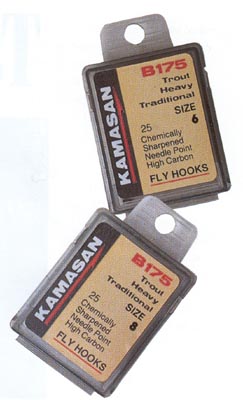 KAMASAN
B175
Trout
Heavy
Traditional
SIZE
6
25
Chemically
Sharpened
Needle Point
High Carbon
FLY HOOKS
KAMASAN
B175
Trout
Heavy
Traditional
SIZE
8
25
Chemically
Sharpened
Needle Point
High Carbon
FLY HOOKS